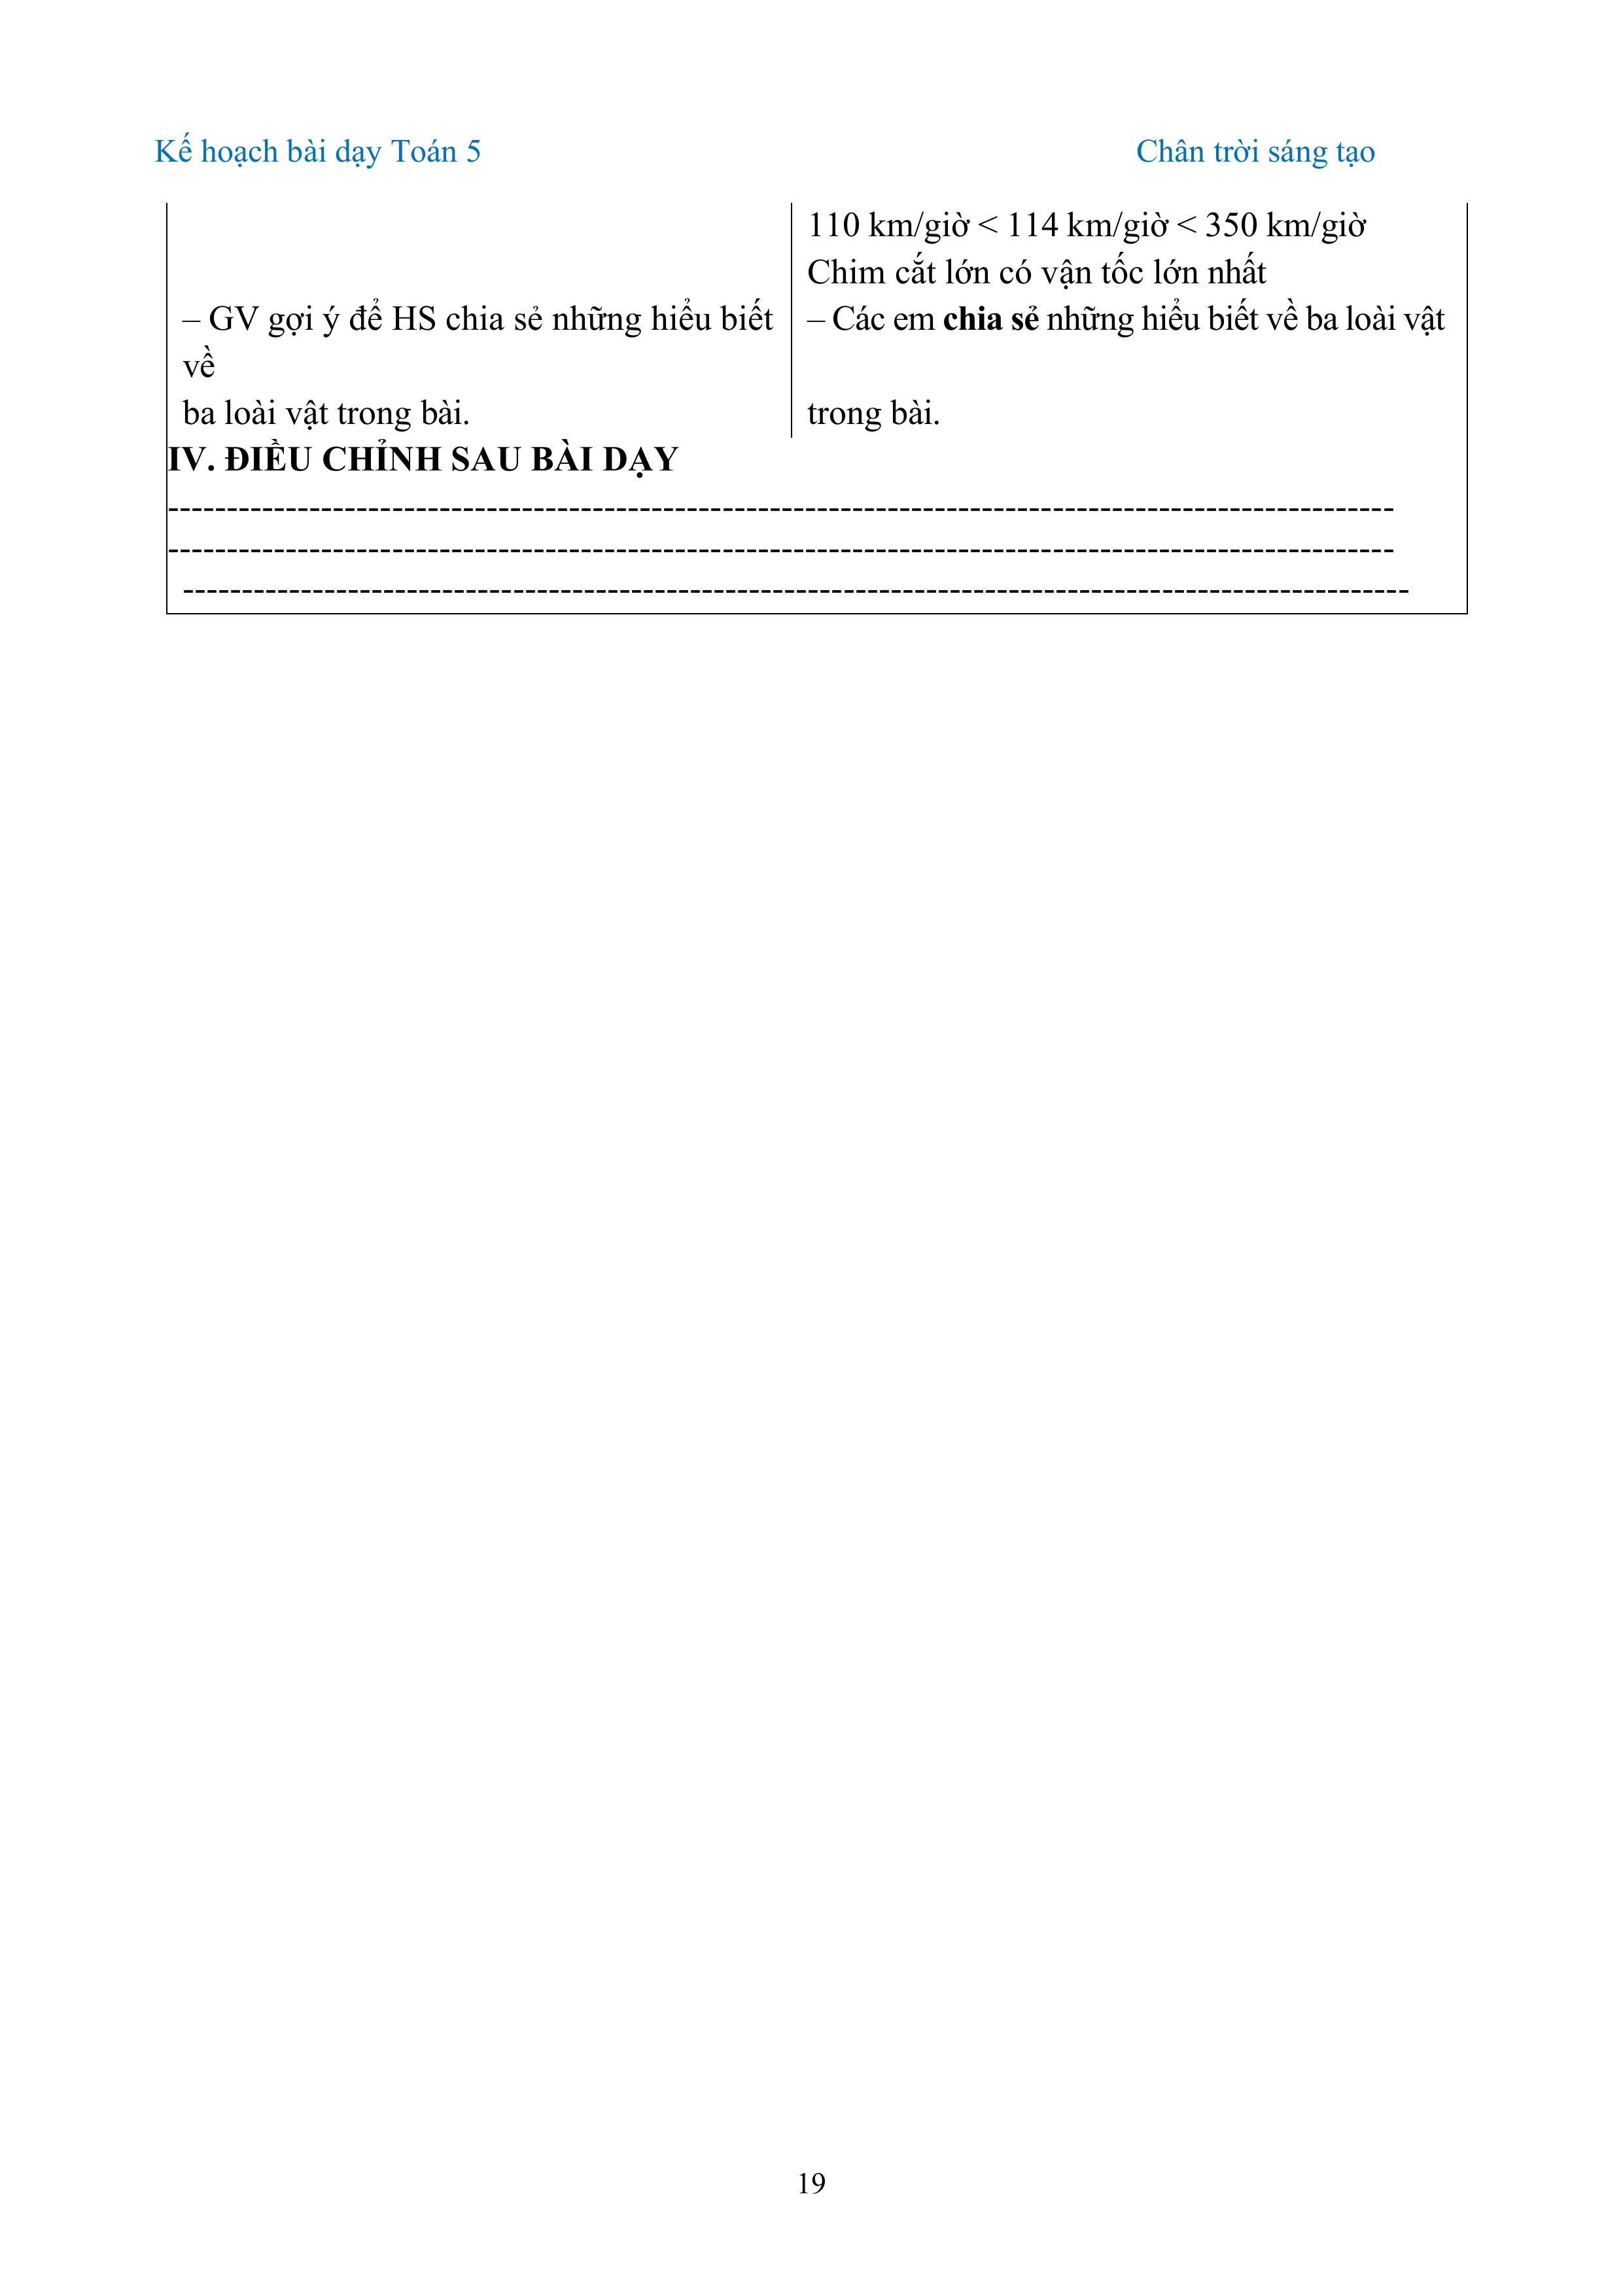 Kế hoạch bài dạy Toán 5
Chân trời sáng tạo
– GV gợi ý để HS chia sẻ những hiểu biết
về
ba loài vật trong bài.
110 km/giờ < 114 km/giờ < 350 km/giờ
Chim cắt lớn có vận tốc lớn nhất
– Các em chia sẻ những hiểu biết về ba loài vật
trong bài.
IV. ĐIỀU CHỈNH SAU BÀI DẠY
19